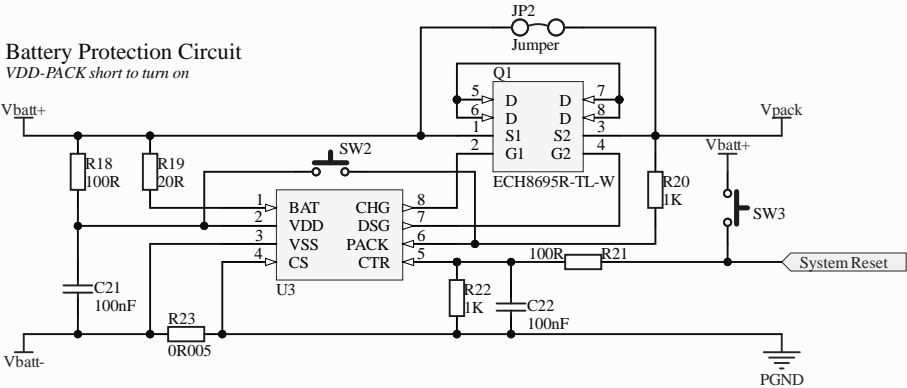 JP2
Jumper
Battery Protection Circuit
VDD-PACK short to turn on
Q1
5 D D 7
6 D D 8
1 S1 S2 3
2 G1 G2 4
ECH8695R-TL-W
Vbatt+
Vpack
Vbatt+
R18
100R
R19
20R
SW2
R20
1K
SW3
1 BAT CHG 8
2 VDD DSG 7
3 VSS PACK 6
4 CS CTR 5
U3
100R R21
System Reset
C21
100nF
R22
1K
C22
100nF
R23
0R005
Vbatt-
PGND